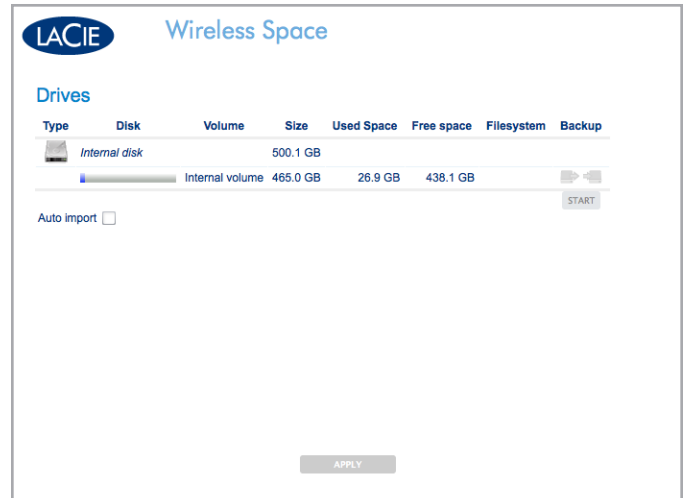 LACIE Wireless Space
Drives
Type Disk Volume Size Used Space Free space Filesystem Backup
Internal disk 500.1 GB
Internal volume 465.0 GB 26.9 GB 438.1 GB
START
Auto import
APPLY